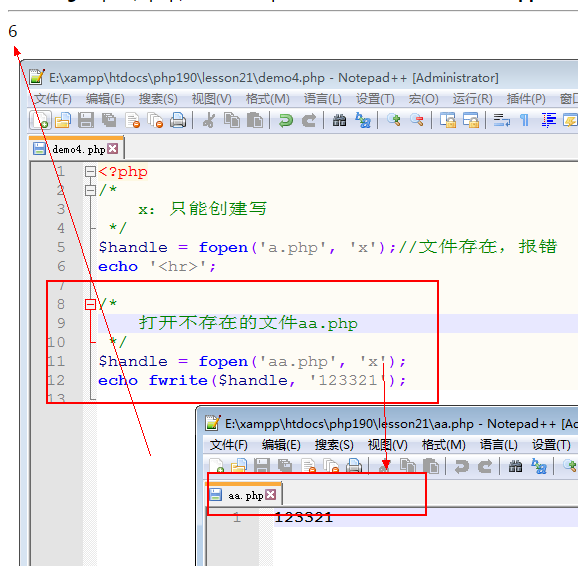 6
E:\xampp\htdocs\php190\lesson21\demo4.php - Notepad++ [Administrator]
文件(F) 编辑(E) 搜索(S) 视图(V) 格式(M) 语言(L) 设置(T) 宏(O) 运行(R) 插件(P) 窗口
demo4.php
1 <?php
2 /*
3 x: 只能创建写
4 */
5 $handle = fopen('a.php', 'x');//文件存在，报错
6 echo '<hr>';
7
8 /*
9 打开不存在的文件aa.php
10 */
11 $handle = fopen('aa.php', 'x');
12 echo fwrite($handle, '123321');
13
E:\xampp\htdocs\php190\lesson21\aa.php - Notepad++ [Ad
文件(F) 编辑(E) 搜索(S) 视图(V) 格式(M) 语言(L) 设置(T)
aa.php
1 123321